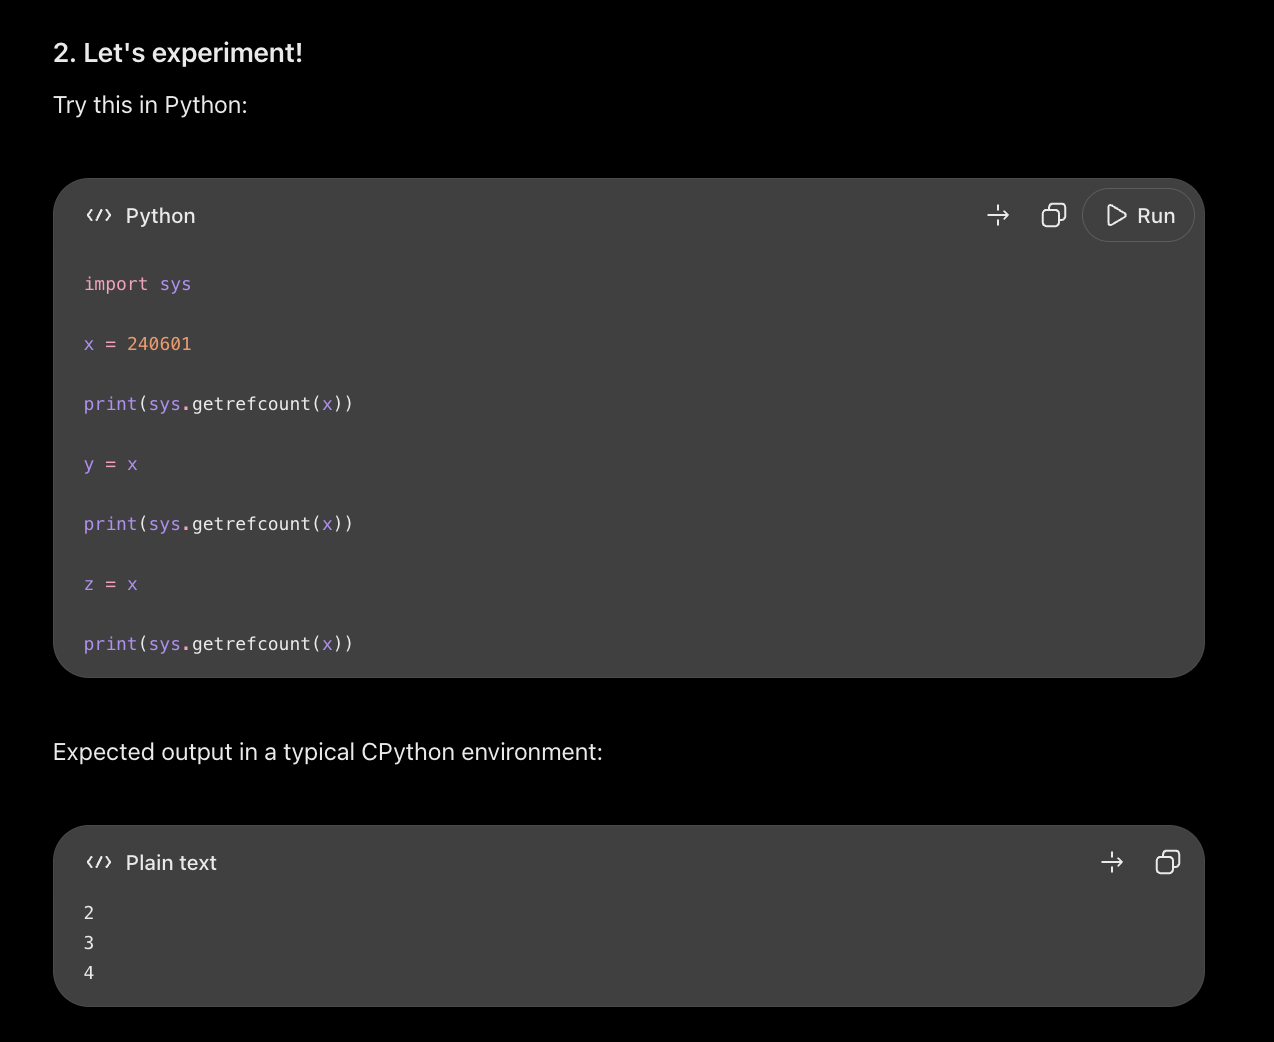 2. Let's experiment!
Try this in Python:
Python
Run
import sys
x = 240601
print(sys.getrefcount(x))
y = x
print(sys.getrefcount(x))
z = x
print(sys.getrefcount(x))
Expected output in a typical CPython environment:
Plain text
2
3
4